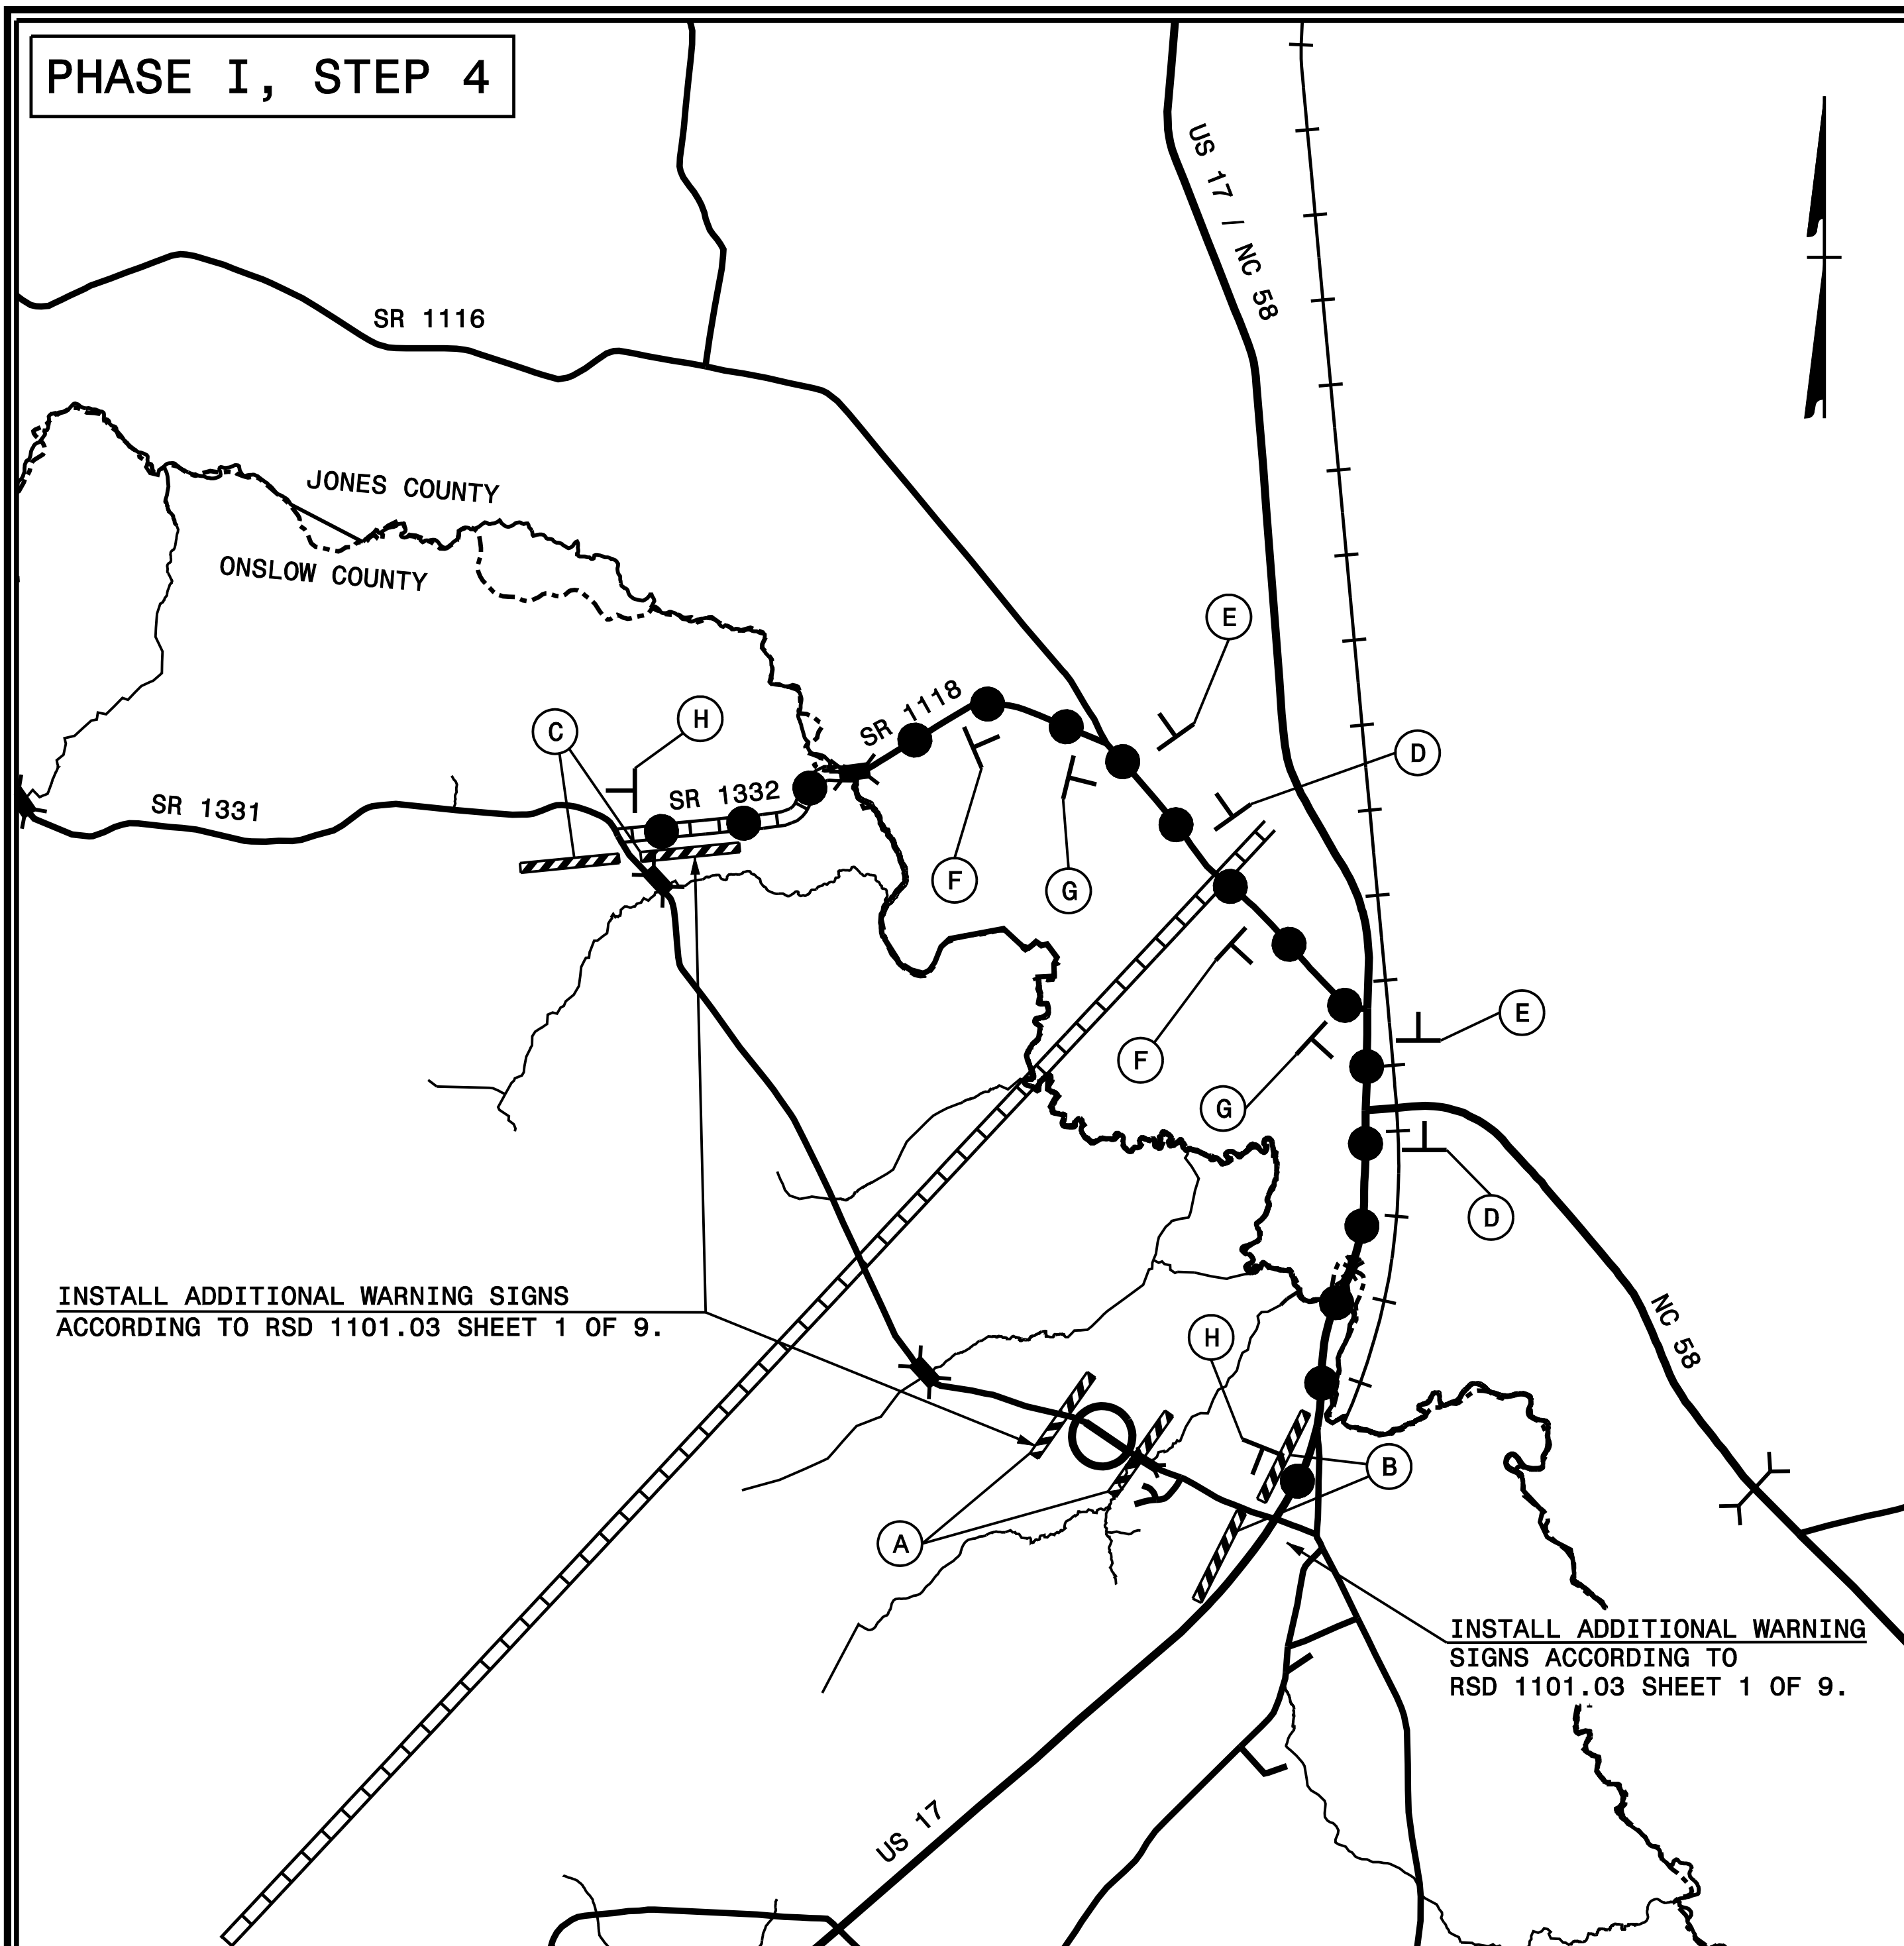 PHASE I, STEP 4
US 17 / NC 58
SR 1116
JONES COUNTY
ONSLOW COUNTY
E
SR 1118
H
C
D
SR 1332
SR 1331
F
G
E
F
G
D
INSTALL ADDITIONAL WARNING SIGNS
ACCORDING TO RSD 1101.03 SHEET 1 OF 9.
H
NC 58
B
A
INSTALL ADDITIONAL WARNING
SIGNS ACCORDING TO
RSD 1101.03 SHEET 1 OF 9.
US 17